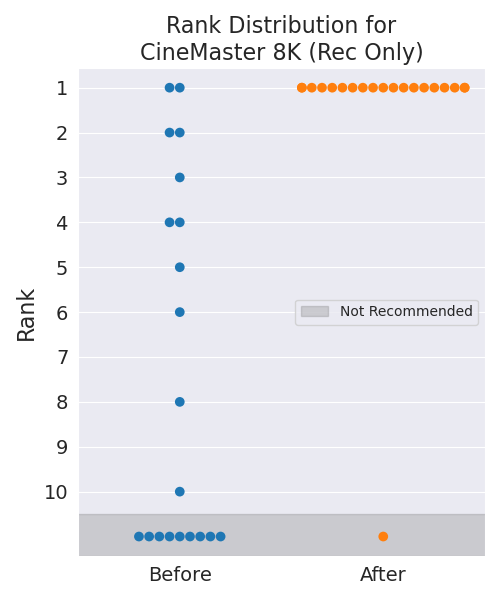 Rank Distribution for
CineMaster 8K (Rec Only)
Rank
1
2
3
4
5
6
7
8
9
10
Not Recommended
Before
After